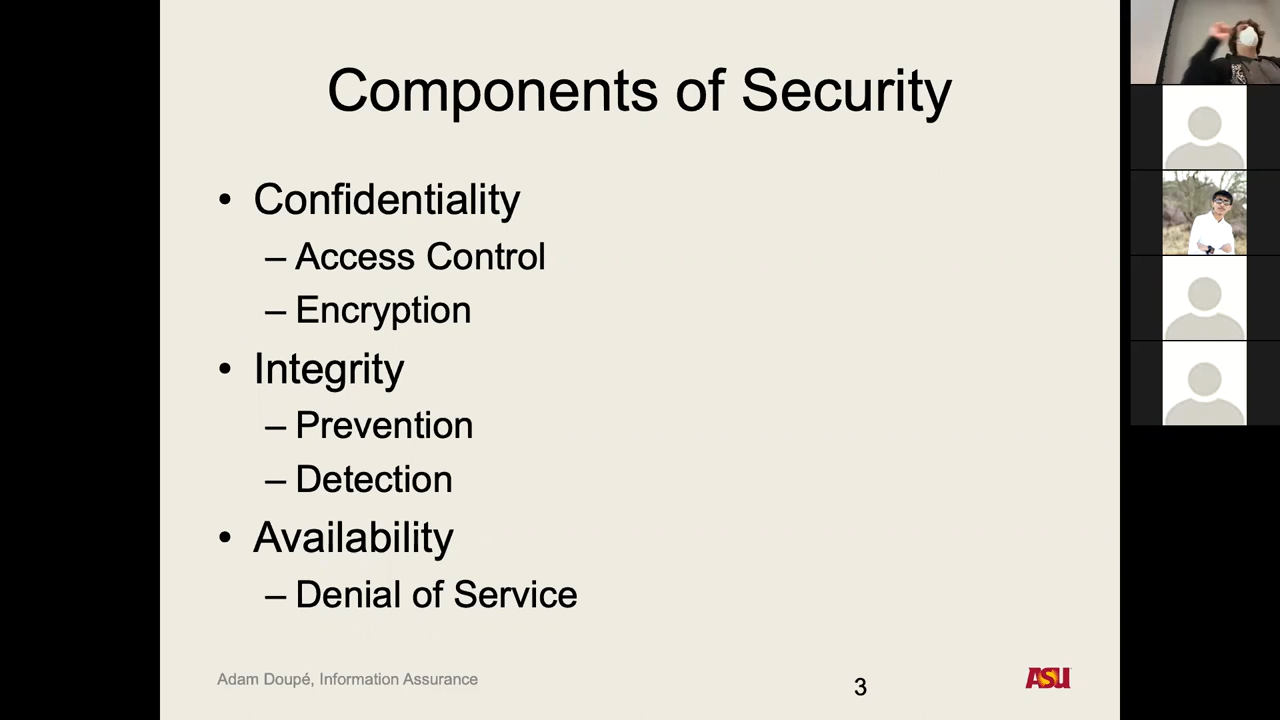 Components of Security
• Confidentiality
– Access Control
– Encryption
• Integrity
– Prevention
– Detection
• Availability
– Denial of Service
Adam Doupé, Information Assurance
3
ASU